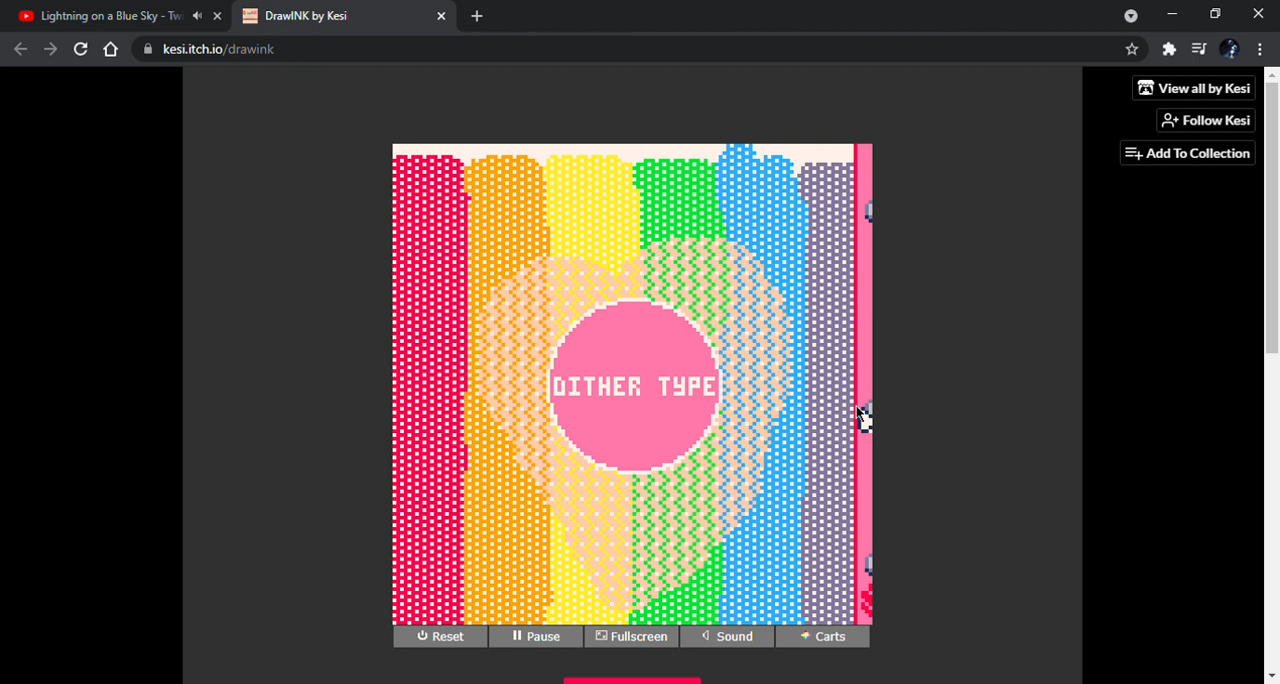 Lightning on a Blue Sky - Tw
DrawINK by Kesi
kesi.itch.io/drawink
View all by Kesi
Follow Kesi
Add To Collection
DITHER TYPE
Reset
Pause
Fullscreen
Sound
Carts